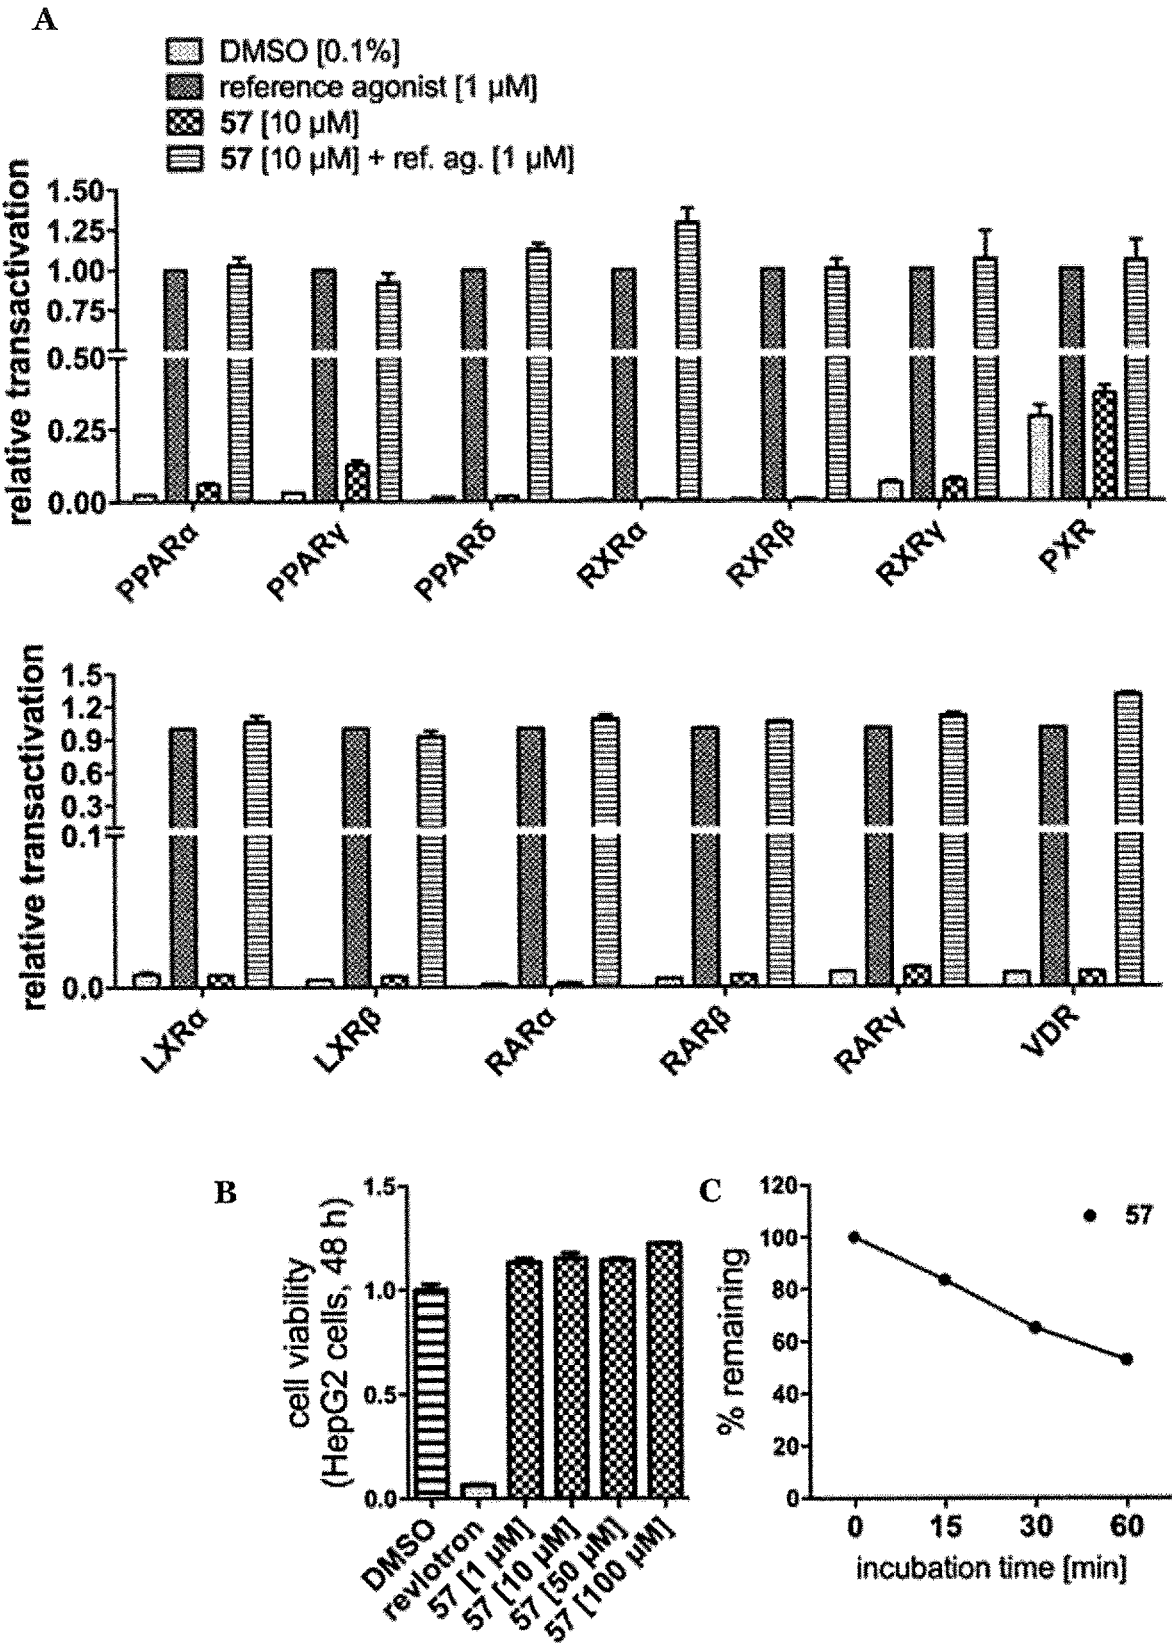 A
DMSO [0.1%]
reference agonist [1 µM]
57 [10 µM]
57 [10 µM] + ref. ag. [1 µM]
relative transactivation
1.50
1.25
1.00
0.75
0.50
0.25
0.00
PPARα
PPARγ
PPARδ
RXRα
RXRβ
RXRγ
PXR
relative transactivation
1.5
1.2
0.9
0.6
0.3
0.1
0.0
LXRα
LXRβ
RARα
RARβ
RARγ
VDR
B
cell viability
(HepG2 cells, 48 h)
1.5
1.0
0.5
0.0
DMSO
revlotron
57 [1 µM]
57 [10 µM]
57 [50 µM]
57 [100 µM]
C
57
% remaining
120
100
80
60
40
20
0
0 15 30 60
incubation time [min]